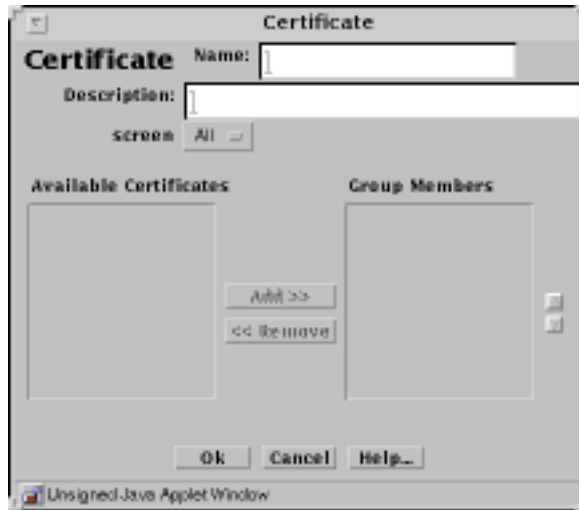 Certificate
Certificate Name:
Description:
screen All
Available Certificates Group Members
Add >>
<< Remove
Ok Cancel Help...
Unsigned Java Applet Window